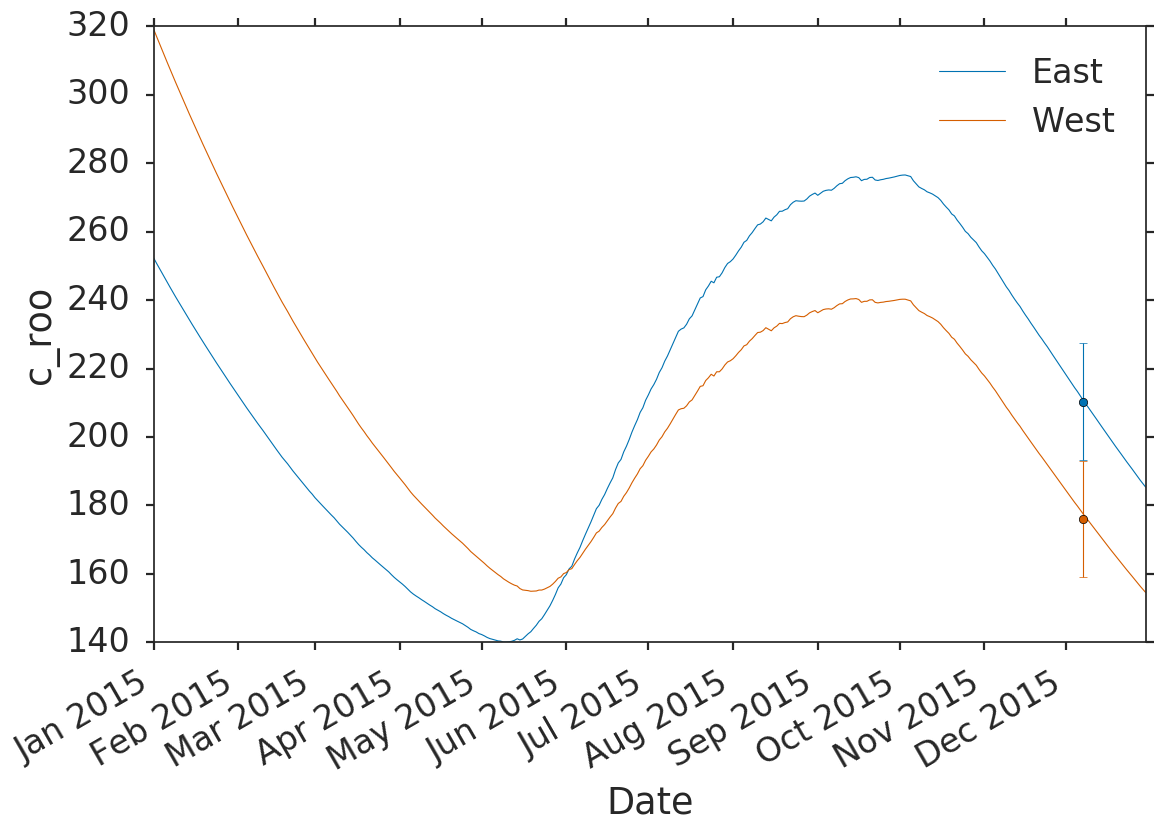 320
300
280
260
240
220
200
180
160
140
c_roo
East
West
Jan 2015
Feb 2015
Mar 2015
Apr 2015
May 2015
Jun 2015
Jul 2015
Aug 2015
Sep 2015
Oct 2015
Nov 2015
Dec 2015
Date